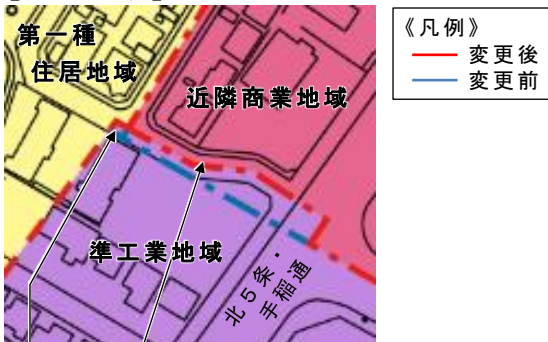 《凡例》
変更後
変更前
第一種
住居地域
近隣商業地域
準工業地域
北5条・
手稲通